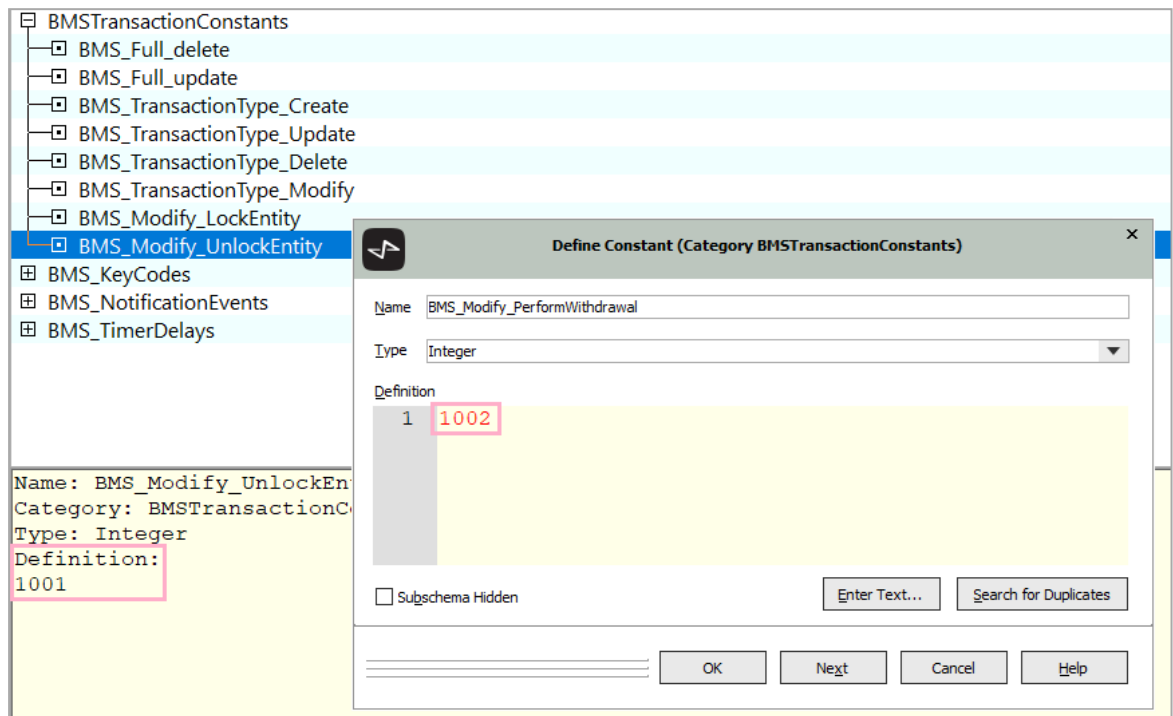 BMSTransactionConstants
BMS_Full_delete
BMS_Full_update
BMS_TransactionType_Create
BMS_TransactionType_Update
BMS_TransactionType_Delete
BMS_TransactionType_Modify
BMS_Modify_LockEntity
BMS_Modify_UnlockEntity
BMS_KeyCodes
BMS_NotificationEvents
BMS_TimerDelays
Name: BMS_Modify_UnlockEn
Category: BMSTransactionC
Type: Integer
Definition:
1001
Define Constant (Category BMSTransactionConstants)
Name BMS_Modify_PerformWithdrawal
Type Integer
Definition
1 1002
Subschema Hidden
Enter Text... Search for Duplicates
OK Next Cancel Help